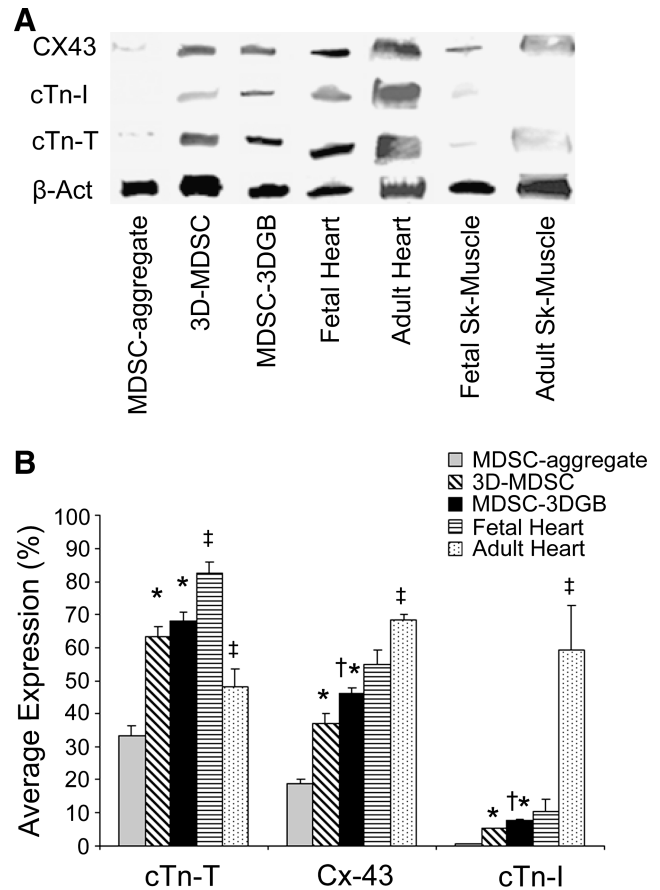 A
CX43
cTn-I
cTn-T
β-Act
MDSC-aggregate
3D-MDSC
MDSC-3DGB
Fetal Heart
Adult Heart
Fetal Sk-Muscle
Adult Sk-Muscle
B
MDSC-aggregate
3D-MDSC
MDSC-3DGB
Fetal Heart
Adult Heart
Average Expression (%)
100
90
80
70
60
50
40
30
20
10
0
* * ‡ ‡
* †* ‡
* †* ‡
cTn-T Cx-43 cTn-I